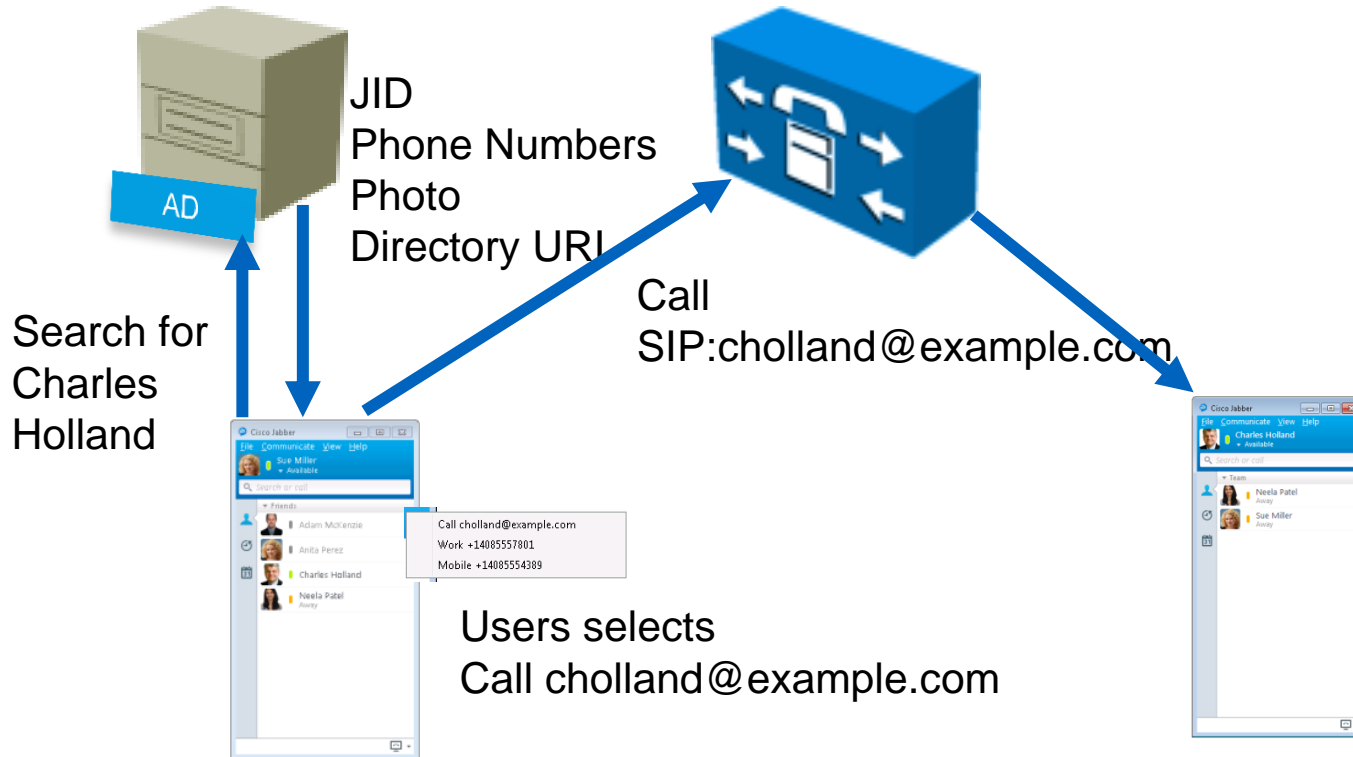 JID
Phone Numbers
Photo
Directory URI
AD
Search for
Charles
Holland
Call
SIP:cholland@example.com
Cisco Jabber
File Communicate View Help
Sue Miller
Available
Search or call
Friends
Adam McKenzie
Anita Perez
Charles Holland
Neela Patel
Away
Call cholland@example.com
Work +14085557801
Mobile +14085554389
Users selects
Call cholland@example.com
Cisco Jabber
File Communicate View Help
Charles Holland
Available
Search or call
Team
Neela Patel
Away
Sue Miller
Away